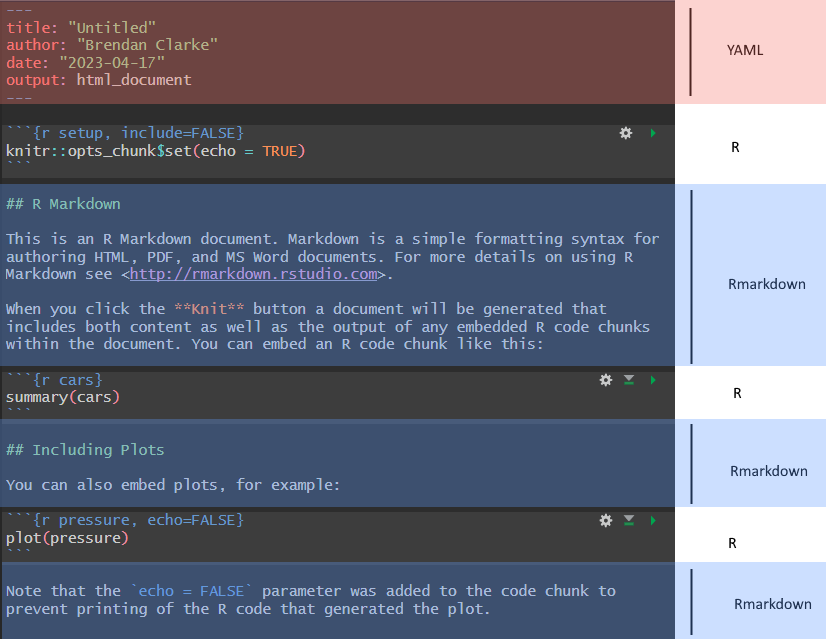 ---
title: "Untitled"
author: "Brendan Clarke"
date: "2023-04-17"
output: html_document
---
YAML
```{r setup, include=FALSE}
knitr::opts_chunk$set(echo = TRUE)
```
R
## R Markdown
This is an R Markdown document. Markdown is a simple formatting syntax for
authoring HTML, PDF, and MS Word documents. For more details on using R
Markdown see <http://rmarkdown.rstudio.com>.
When you click the **Knit** button a document will be generated that
includes both content as well as the output of any embedded R code chunks
within the document. You can embed an R code chunk like this:
Rmarkdown
```{r cars}
summary(cars)
```
R
## Including Plots
You can also embed plots, for example:
Rmarkdown
```{r pressure, echo=FALSE}
plot(pressure)
```
R
Note that the `echo = FALSE` parameter was added to the code chunk to
prevent printing of the R code that generated the plot.
Rmarkdown